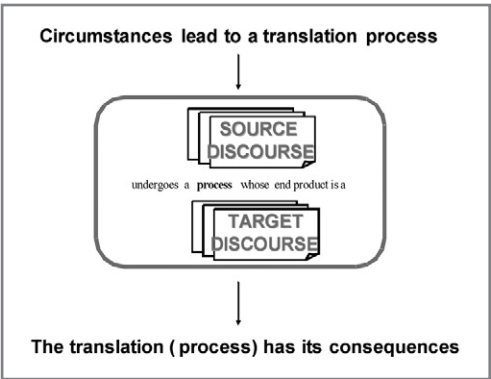 Circumstances lead to a translation process
SOURCE
DISCOURSE
undergoes a process whose end product is a
TARGET
DISCOURSE
The translation ( process) has its consequences